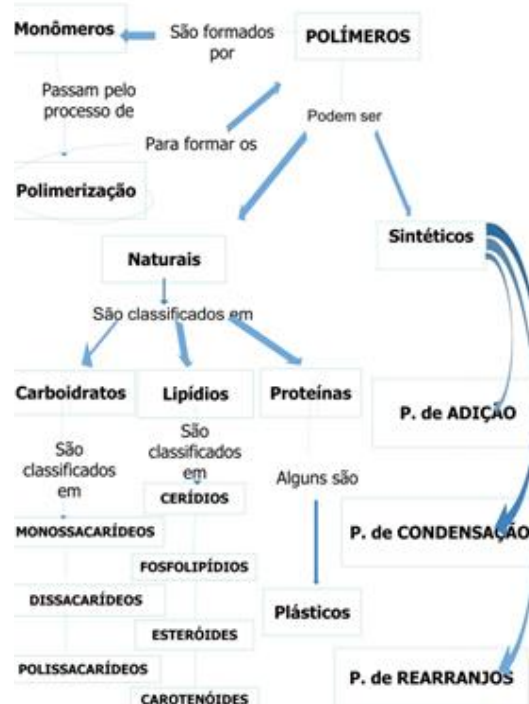 Monômeros
São formados
por
POLÍMEROS
Passam pelo
processo de
Para formar os
Podem ser
Polimerização
Sintéticos
Naturais
São classificados em
Carboidratos
Lipídios
Proteínas
P. de ADIÇÃO
São
classificados
em
São
classificados
em
Alguns são
CERÍDIOS
MONOSSACARÍDEOS
P. de CONDENSAÇÃO
FOSFOLIPÍDIOS
DISSACARÍDEOS
Plásticos
ESTERÓIDES
POLISSACARÍDEOS
P. de REARRANJOS
CAROTENÓIDES